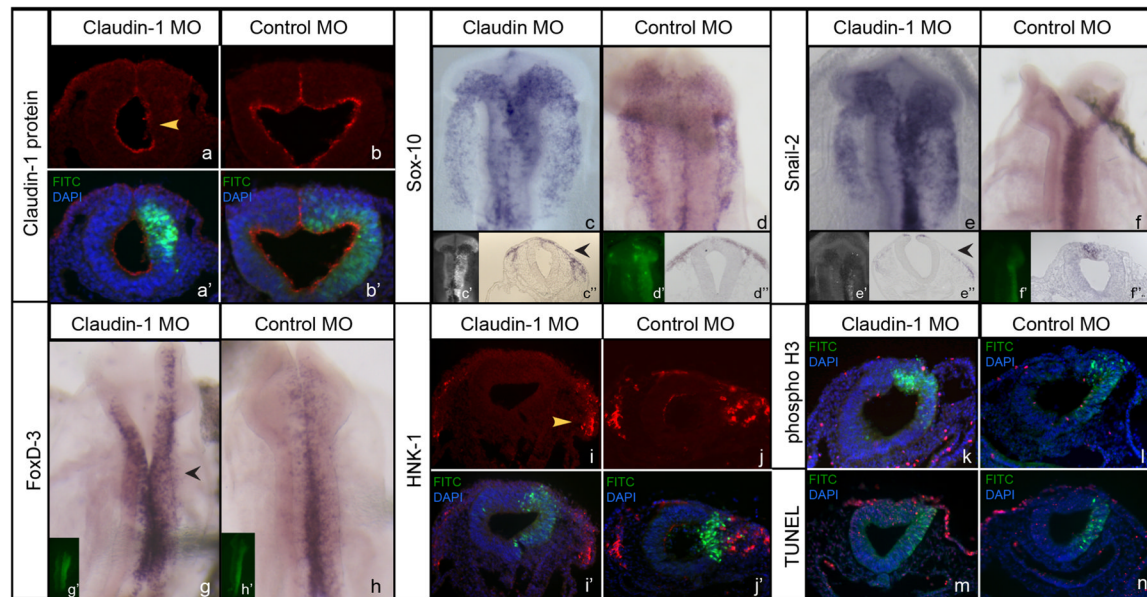 Claudin-1 MO Control MO Claudin MO Control MO Claudin-1 MO Control MO
Claudin-1 protein
a b
FITC
DAPI
FITC
DAPI
a' b'
Sox-10
c d
c' c'' d' d''
Snail-2
e f
e' e'' f' f''
Claudin-1 MO Control MO Claudin-1 MO Control MO Claudin-1 MO Control MO
FoxD-3
g' g h' h
HNK-1
i j
FITC
DAPI
FITC
DAPI
i' j'
phospho H3
FITC
DAPI
FITC
DAPI
k l
TUNEL
FITC
DAPI
FITC
DAPI
m n